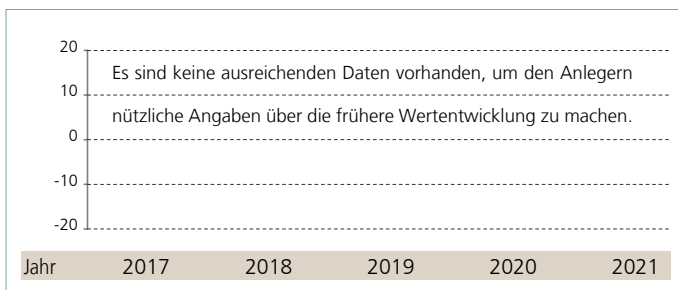 20
Es sind keine ausreichenden Daten vorhanden, um den Anlegern
10
nützliche Angaben über die frühere Wertentwicklung zu machen.
0
-10
-20
Jahr 2017 2018 2019 2020 2021